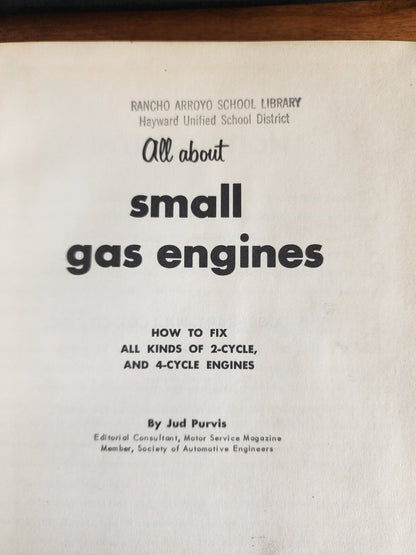 RANCHO ARROYO SCHOOL LIBRARY
Hayward Unified School District
All about
small
gas engines
HOW TO FIX
ALL KINDS OF 2-CYCLE,
AND 4-CYCLE ENGINES
By Jud Purvis
Editorial Consultant, Motor Service Magazine
Member, Society of Automotive Engineers